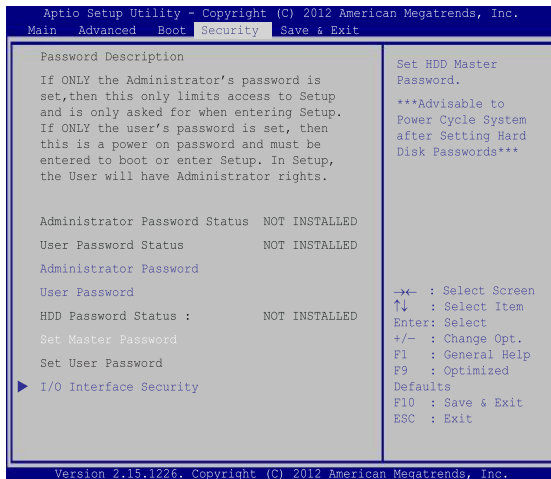 Aptio Setup Utility - Copyright (C) 2012 American Megatrends, Inc.
Main Advanced Boot Security Save & Exit
Password Description
If ONLY the Administrator's password is
set,then this only limits access to Setup
and is only asked for when entering Setup.
If ONLY the user's password is set, then
this is a power on password and must be
entered to boot or enter Setup. In Setup,
the User will have Administrator rights.
Administrator Password Status NOT INSTALLED
User Password Status NOT INSTALLED
Administrator Password
User Password
HDD Password Status : NOT INSTALLED
Set Master Password
Set User Password
I/O Interface Security
Set HDD Master
Password.
***Advisable to
Power Cycle System
after Setting Hard
Disk Passwords***
→← : Select Screen
↑↓ : Select Item
Enter: Select
+/— : Change Opt.
F1 : General Help
F9 : Optimized
Defaults
F10 : Save & Exit
ESC : Exit
Version 2.15.1226. Copyright (C) 2012 American Megatrends, Inc.